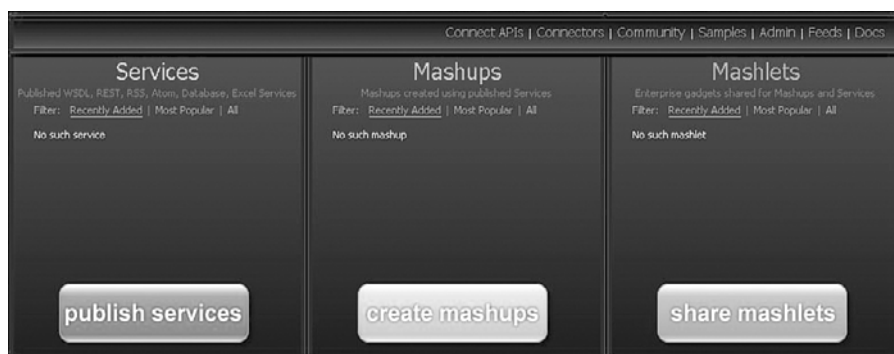 Connect APIs | Connectors | Community | Samples | Admin | Feeds | Docs
Services
Published WSDL, REST, RSS, Atom, Database, Excel Services
Filter: Recently Added | Most Popular | All
No such service
publish services
Mashups
Mashups created using published Services
Filter: Recently Added | Most Popular | All
No such mashup
create mashups
Mashlets
Enterprise gadgets shared for Mashups and Services
Filter: Recently Added | Most Popular | All
No such mashlet
share mashlets